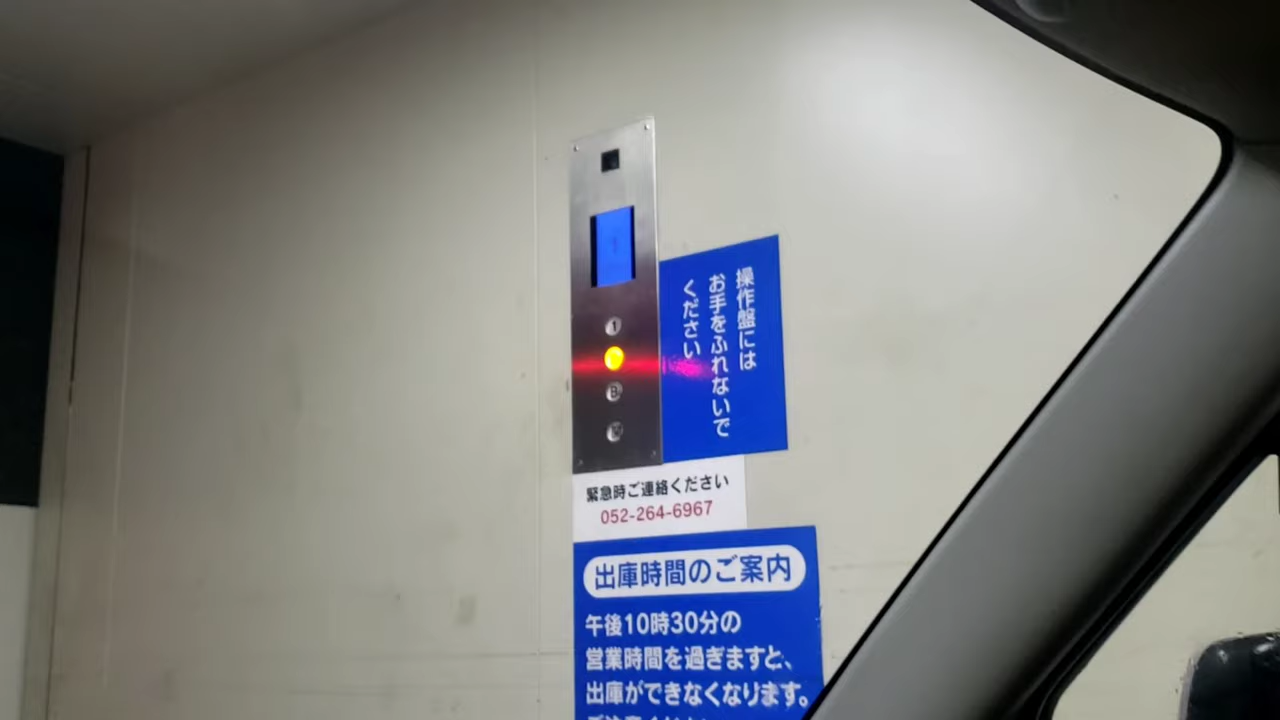 1
B
操作盤には
お手をふれないで
ください
緊急時ご連絡ください
052-264-6967
出庫時間のご案内
午後10時30分の
営業時間を過ぎますと、
出庫ができなくなります。